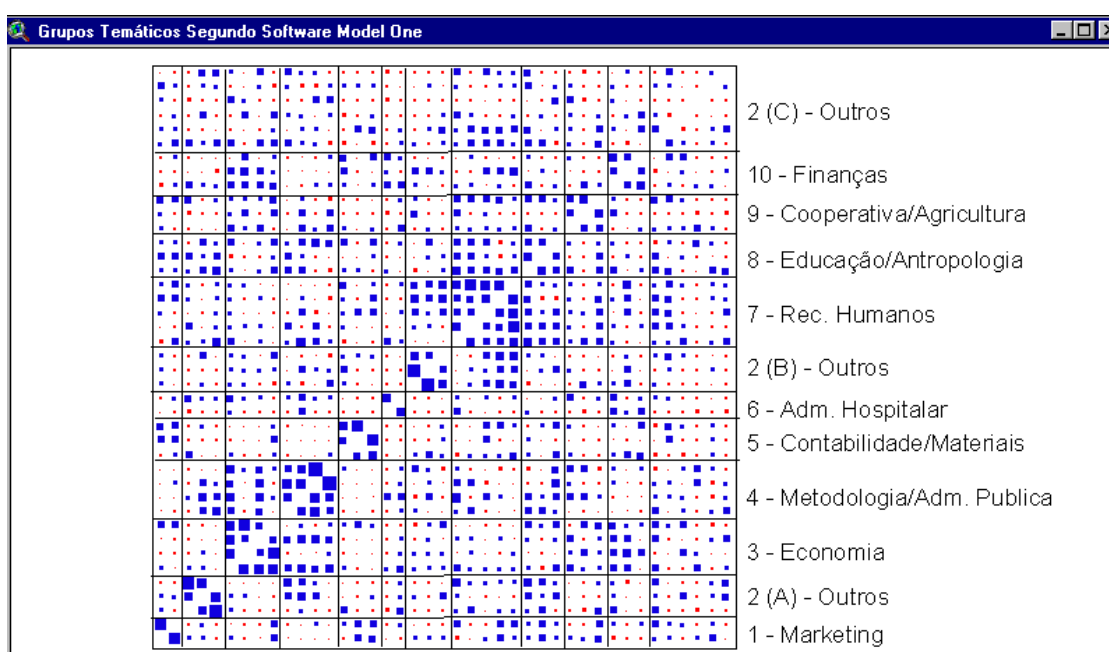 Grupos Temáticos Segundo Software Model One
2 (C) - Outros
10 - Finanças
9 - Cooperativa/Agricultura
8 - Educação/Antropologia
7 - Rec. Humanos
2 (B) - Outros
6 - Adm. Hospitalar
5 - Contabilidade/Materiais
4 - Metodologia/Adm. Publica
3 - Economia
2 (A) - Outros
1 - Marketing